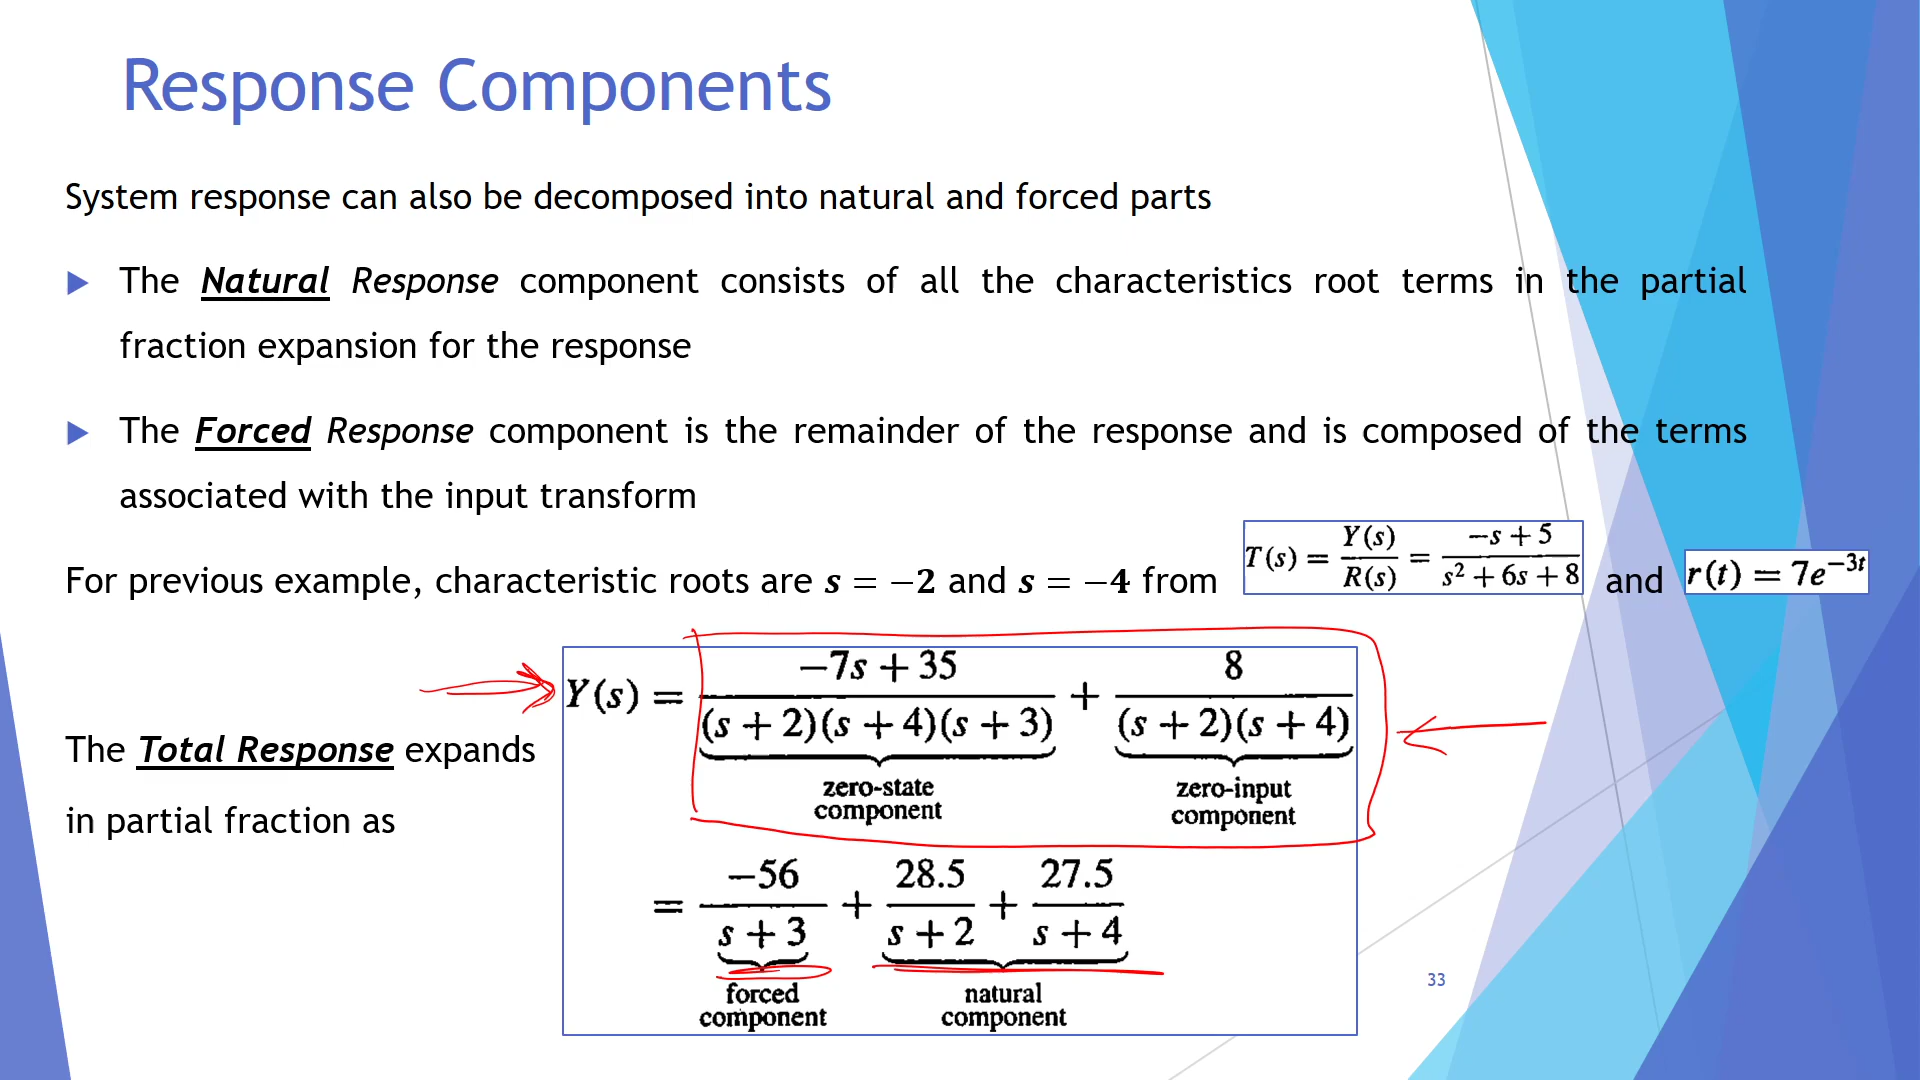 Response Components
System response can also be decomposed into natural and forced parts
The Natural Response component consists of all the characteristics root terms in the partial
fraction expansion for the response
The Forced Response component is the remainder of the response and is composed of the terms
associated with the input transform
For previous example, characteristic roots are s = −2 and s = −4 from T(s) = Y(s)/R(s) = (−s + 5)/(s² + 6s + 8) and r(t) = 7e^{−3t}
Y(s) = (−7s + 35)/((s + 2)(s + 4)(s + 3)) + 8/((s + 2)(s + 4))
The Total Response expands
in partial fraction as
zero-state component
zero-input component
= −56/(s + 3) + 28.5/(s + 2) + 27.5/(s + 4)
forced component
natural component
33